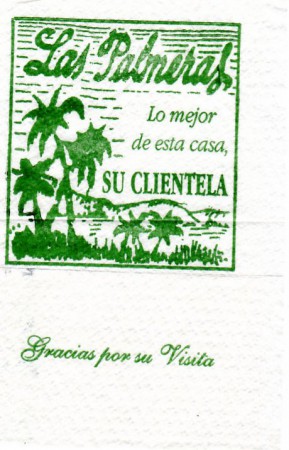 Las Palmeras
Lo mejor
de esta casa,
SU CLIENTELA
Gracias por su Visita